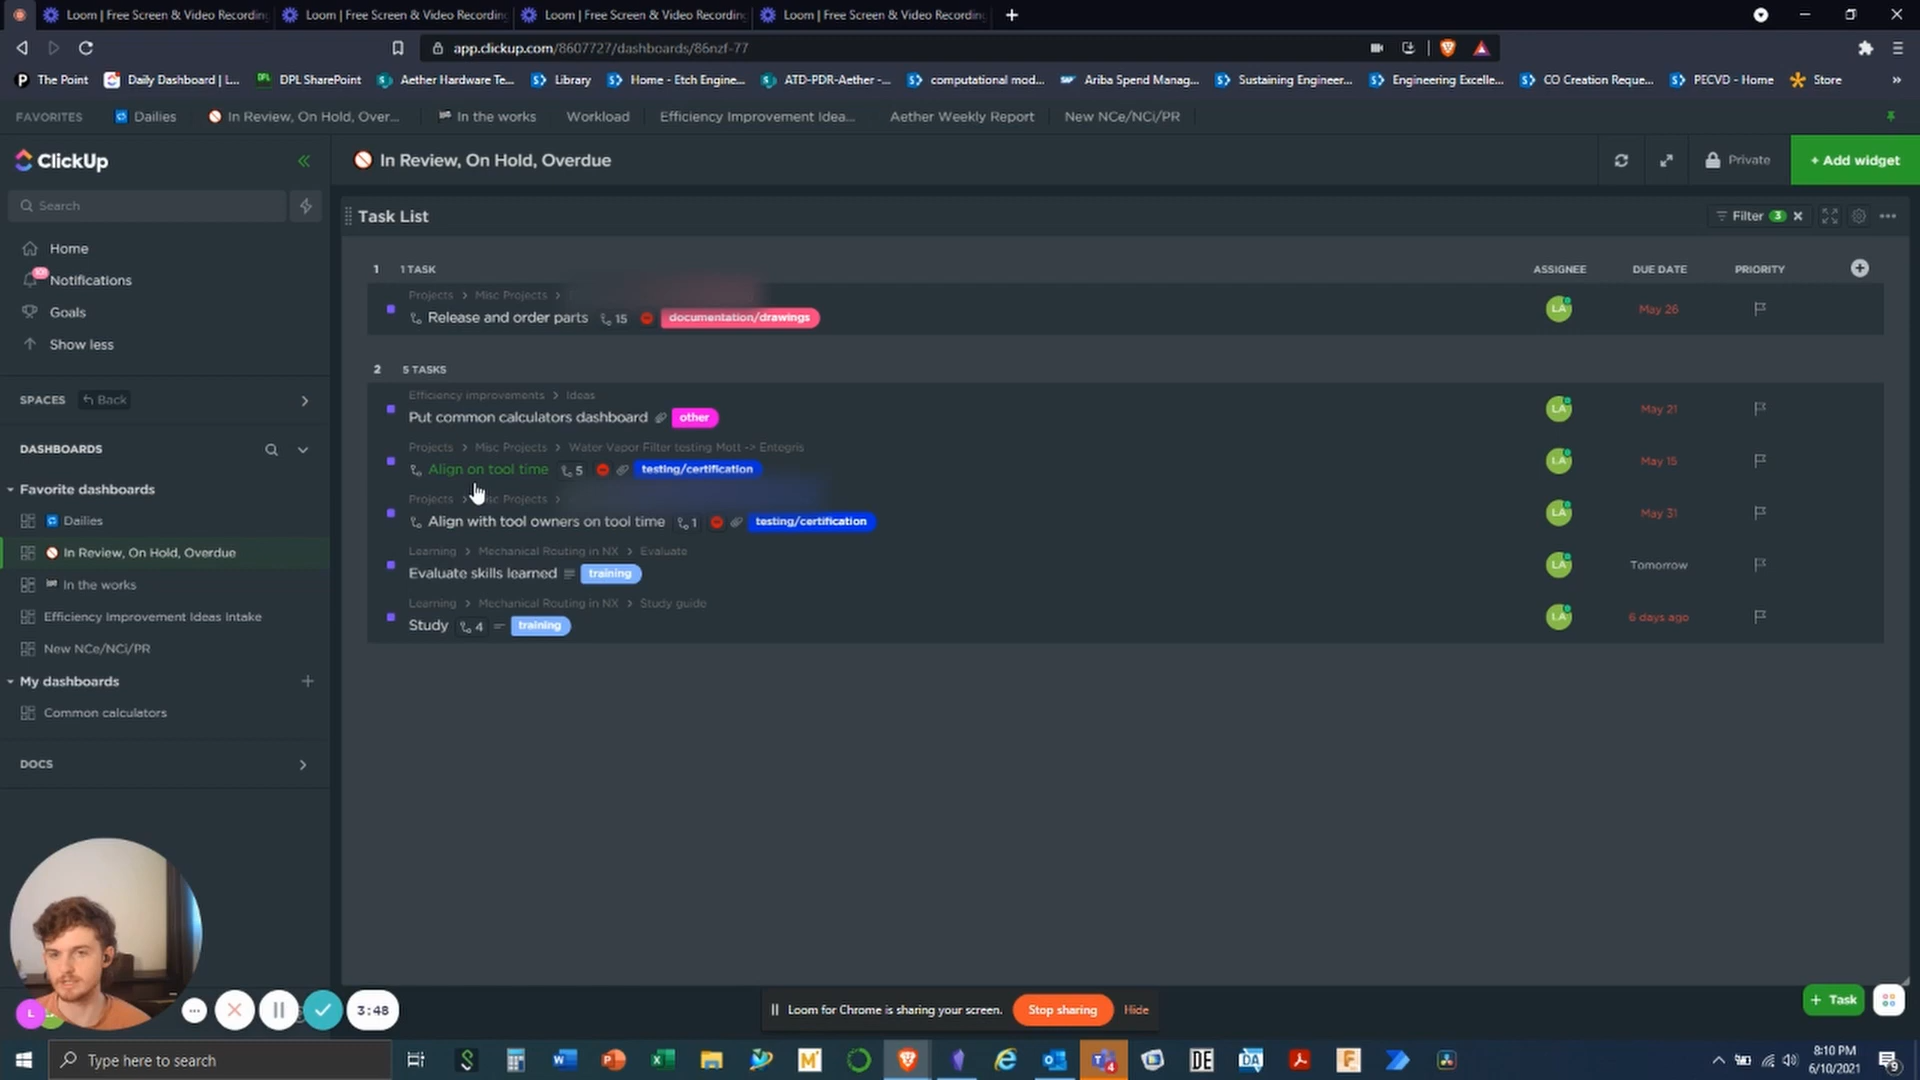 Loom | Free Screen & Video Recording
Loom | Free Screen & Video Recording
Loom | Free Screen & Video Recording
Loom | Free Screen & Video Recording
app.clickup.com/8607727/dashboards/86nzf-77
The Point
Daily Dashboard | L...
DPL SharePoint
Aether Hardware Te...
Library
Home - Etch Engine...
ATD-PDR-Aether -...
computational mod...
Ariba Spend Manag...
Sustaining Engineer...
Engineering Excelle...
CO Creation Reque...
PECVD - Home
Store
FAVORITES
Dailies
In Review, On Hold, Over...
In the works
Workload
Efficiency Improvement Idea...
Aether Weekly Report
New NCe/NCi/PR
ClickUp
In Review, On Hold, Overdue
Private
+ Add widget
Search
Home
Notifications
Goals
Show less
SPACES
Back
DASHBOARDS
Favorite dashboards
Dailies
In Review, On Hold, Overdue
In the works
Efficiency Improvement Ideas Intake
New NCe/NCi/PR
My dashboards
Common calculators
DOCS
Task List
Filter 3
1 1 TASK
ASSIGNEE
DUE DATE
PRIORITY
Projects > Misc Projects >
Release and order parts 15 documentation/drawings
LA
May 26
2 5 TASKS
Efficiency improvements > Ideas
Put common calculators dashboard other
LA
May 21
Projects > Misc Projects > Water Vapor Filter testing Mott -> Entegris
Align on tool time 5 testing/certification
LA
May 15
Projects > Misc Projects >
Align with tool owners on tool time 1 testing/certification
LA
May 31
Learning > Mechanical Routing in NX > Evaluate
Evaluate skills learned training
LA
Tomorrow
Learning > Mechanical Routing in NX > Study guide
Study 4 training
LA
6 days ago
3:48
Loom for Chrome is sharing your screen.
Stop sharing
Hide
+ Task
Type here to search
8:10 PM
6/10/2021